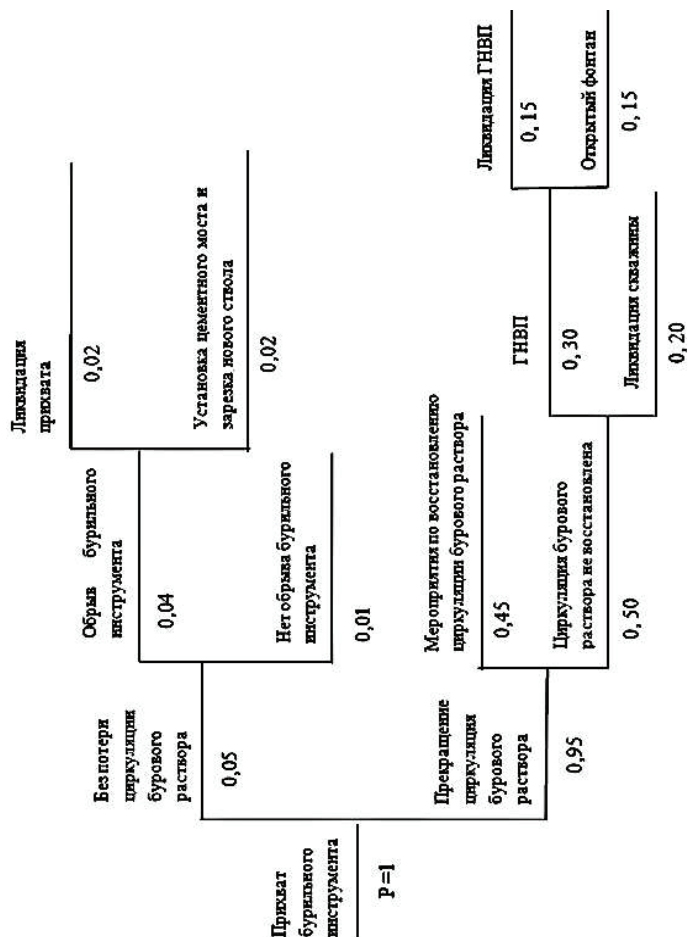 Прихват
бурильного
инструмента
P =1
Без потери
циркуляции
бурового
раствора
0,05
Обрыв бурильного
инструмента
0,04
Ликвидация
прихвата
0,02
Установка цементного моста и
зарезка нового ствола
0,02
Нет обрыва бурильного
инструмента
0,01
Прекращение
циркуляция
бурового
раствора
0,95
Мероприятия по восстановлению
циркуляции бурового раствора
0,45
Циркуляция бурового
раствора не восстановлена
0,50
ГНВП
0,30
Ликвидация ГНВП
0,15
Открытый фонтан
0,15
Ликвидация скважины
0,20